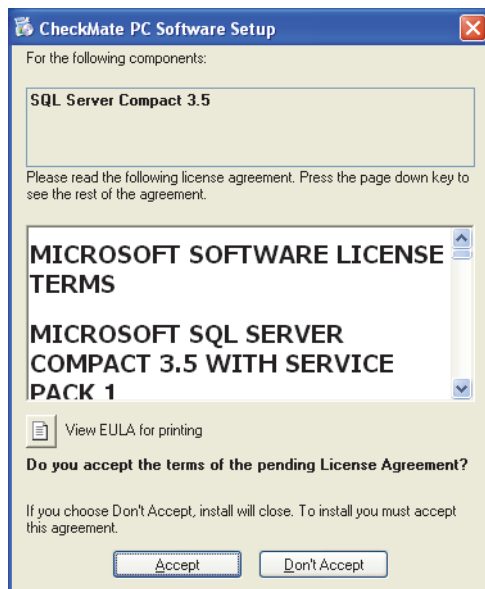 CheckMate PC Software Setup
For the following components:
SQL Server Compact 3.5
Please read the following license agreement. Press the page down key to
see the rest of the agreement.
MICROSOFT SOFTWARE LICENSE
TERMS
MICROSOFT SQL SERVER
COMPACT 3.5 WITH SERVICE
PACK 1
View EULA for printing
Do you accept the terms of the pending License Agreement?
If you choose Don't Accept, install will close. To install you must accept
this agreement.
Accept
Don't Accept